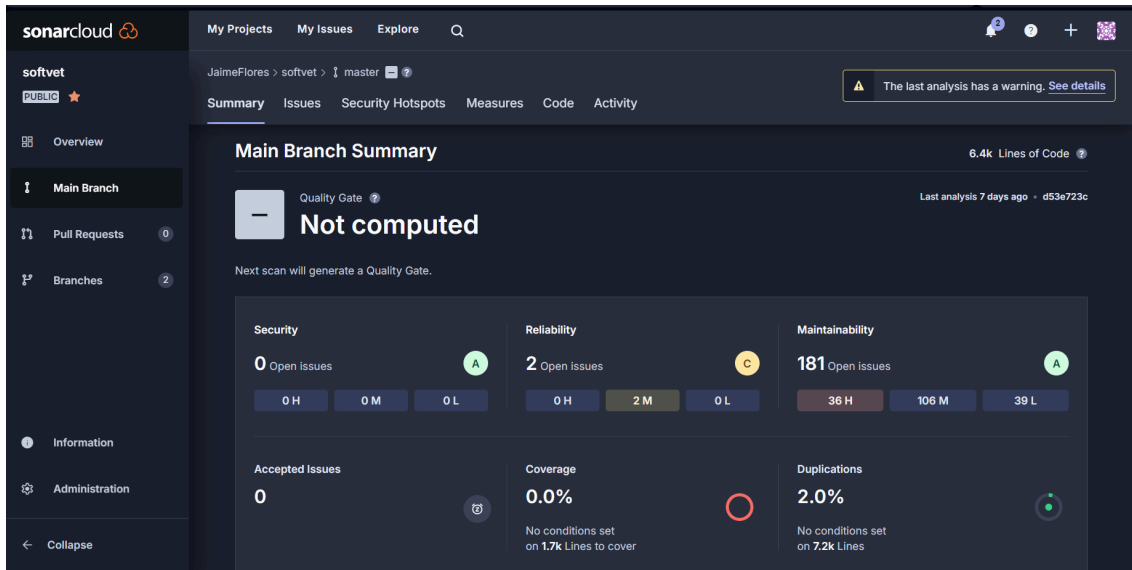 sonarcloud
My Projects My Issues Explore
2
?
softvet
PUBLIC
JaimeFlores > softvet > master ?
The last analysis has a warning. See details
Summary Issues Security Hotspots Measures Code Activity
Overview
Main Branch
Pull Requests 0
Branches 2
Information
Administration
Collapse
Main Branch Summary
6.4k Lines of Code ?
Quality Gate ?
Not computed
Last analysis 7 days ago • d53e723c
Next scan will generate a Quality Gate.
Security
0 Open issues A
0 H 0 M 0 L
Reliability
2 Open issues C
0 H 2 M 0 L
Maintainability
181 Open issues A
36 H 106 M 39 L
Accepted Issues
0
Coverage
0.0%
No conditions set
on 1.7k Lines to cover
Duplications
2.0%
No conditions set
on 7.2k Lines